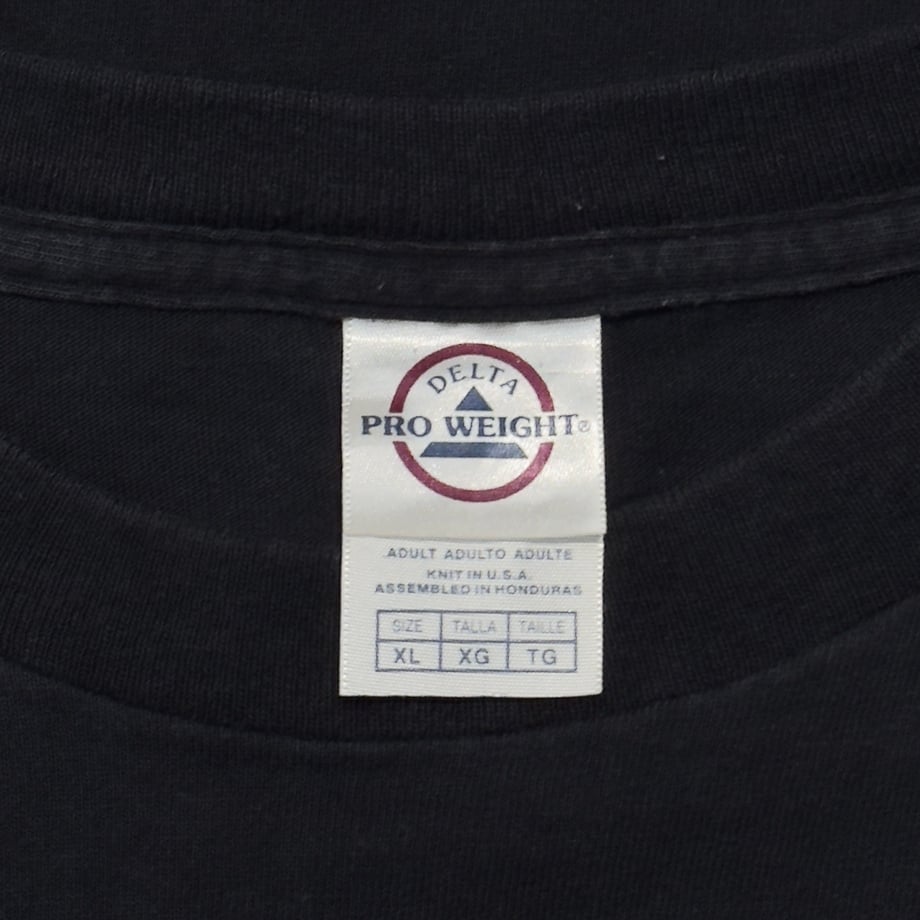 DELTA
PRO WEIGHT®
ADULT ADULTO ADULTE
KNIT IN U.S.A.
ASSEMBLED IN HONDURAS
SIZE TALLA TAILLE
XL XG TG